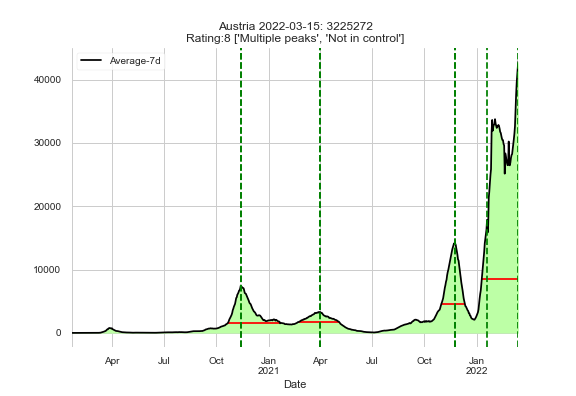 Austria 2022-03-15: 3225272
Rating:8 ['Multiple peaks', 'Not in control']
Average-7d
40000
30000
20000
10000
0
Apr Jul Oct Jan Apr Jul Oct Jan
2021 2022
Date